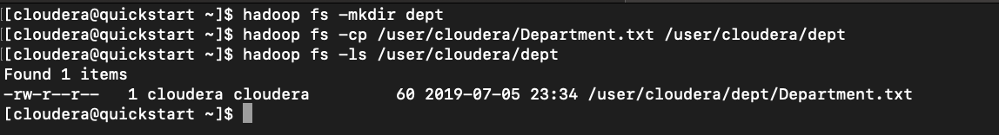 [cloudera@quickstart ~]$ hadoop fs -mkdir dept
[cloudera@quickstart ~]$ hadoop fs -cp /user/cloudera/Department.txt /user/cloudera/dept
[cloudera@quickstart ~]$ hadoop fs -ls /user/cloudera/dept
Found 1 items
-rw-r--r--   1 cloudera cloudera         60 2019-07-05 23:34 /user/cloudera/dept/Department.txt
[cloudera@quickstart ~]$